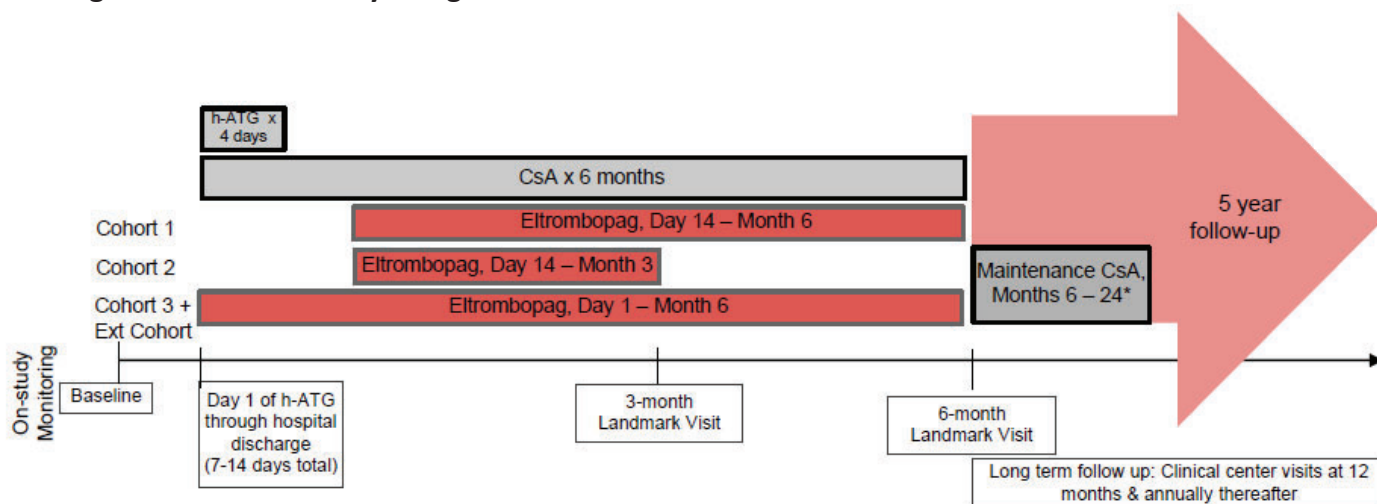 h-ATG x
4 days
CsA x 6 months
Cohort 1
Eltrombopag, Day 14 – Month 6
5 year
follow-up
Cohort 2
Eltrombopag, Day 14 – Month 3
Maintenance CsA,
Months 6 – 24*
Cohort 3 +
Ext Cohort
Eltrombopag, Day 1 – Month 6
On-study
Monitoring
Baseline
Day 1 of h-ATG
through hospital
discharge
(7-14 days total)
3-month
Landmark Visit
6-month
Landmark Visit
Long term follow up: Clinical center visits at 12
months & annually thereafter